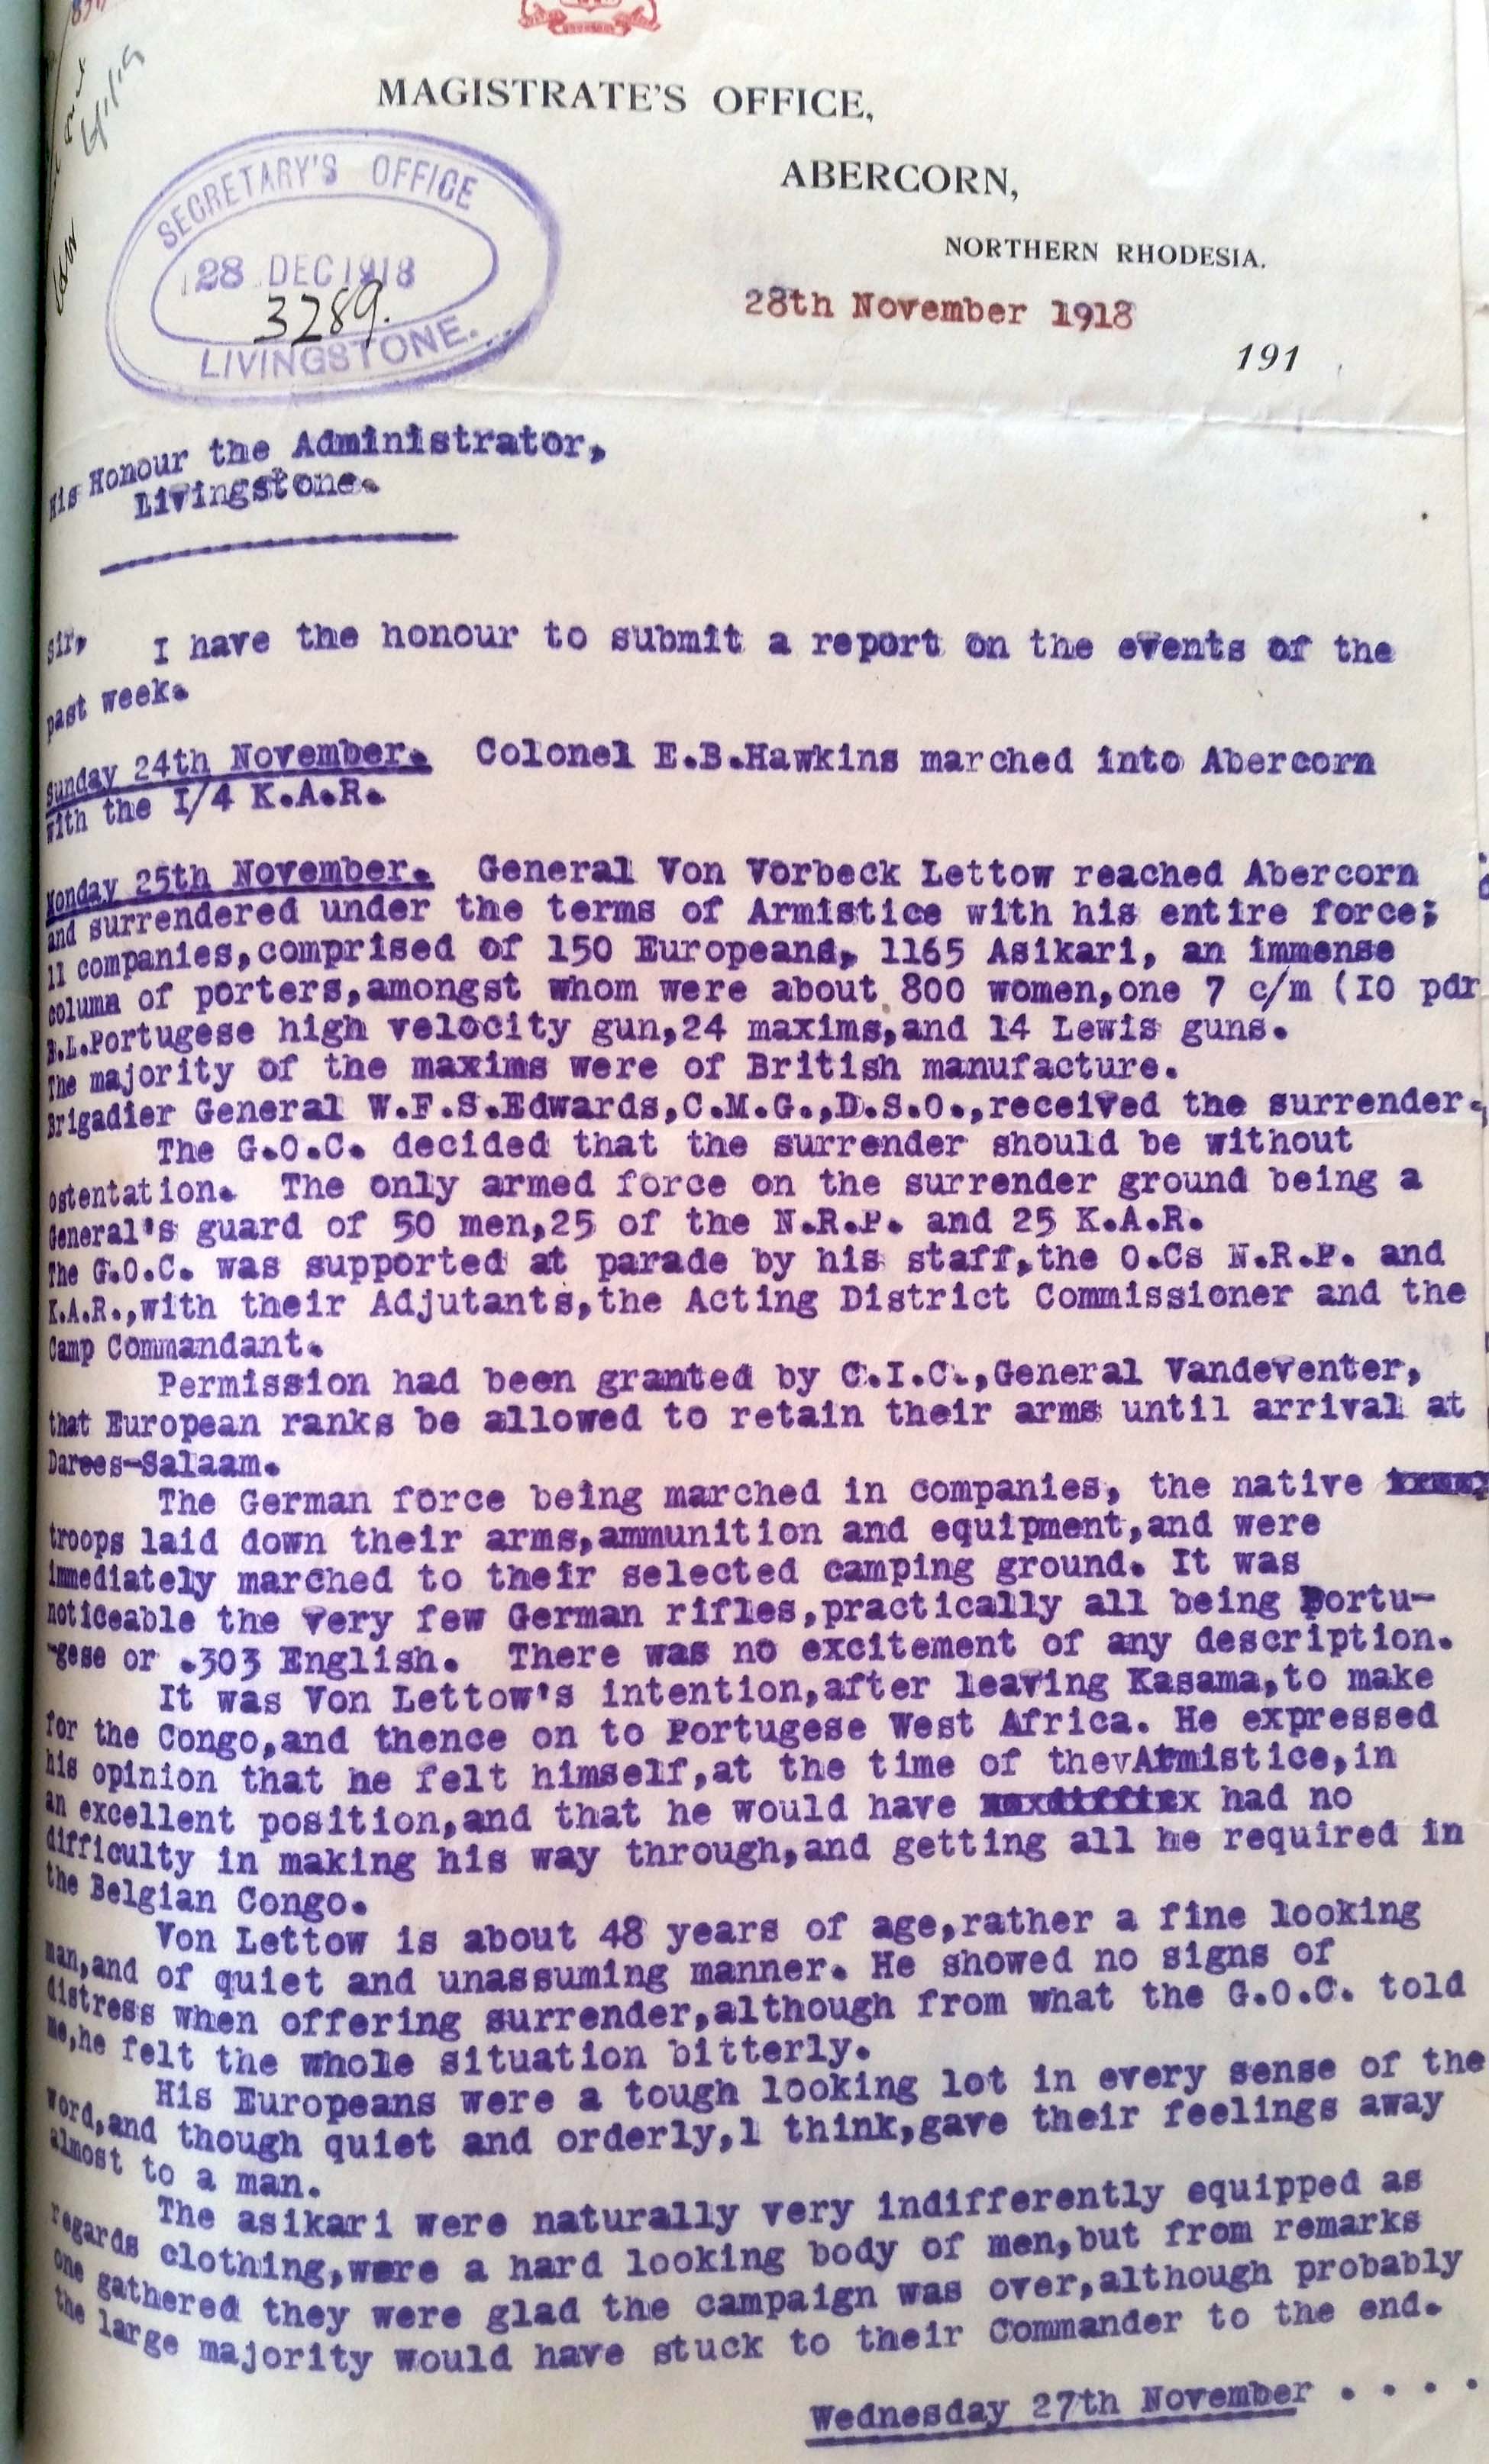 4/1/19
MAGISTRATE'S OFFICE,
ABERCORN,
NORTHERN RHODESIA.
SECRETARY'S OFFICE
28 DEC 1918
3289.
LIVINGSTONE.
28th November 1918
191
His Honour the Administrator,
Livingstone.
Sir,
I have the honour to submit a report on the events of the
past week.
Sunday 24th November. Colonel E.B.Hawkins marched into Abercorn
with the I/4 K.A.R.
Monday 25th November. General Von Vorbeck Lettow reached Abercorn
and surrendered under the terms of Armistice with his entire force;
11 companies,comprised of 150 Europeans, 1165 Asikari, an immense
column of porters,amongst whom were about 800 women,one 7 c/m (I0 pdr
B.L.Portugese high velocity gun,24 maxims,and 14 Lewis guns.
The majority of the maxims were of British manufacture.
Brigadier General W.F.S.Edwards,C.M.G.,D.S.O.,received the surrender.
The G.O.C. decided that the surrender should be without
ostentation. The only armed force on the surrender ground being a
General's guard of 50 men,25 of the N.R.P. and 25 K.A.R.
The G.O.C. was supported at parade by his staff,the O.Cs N.R.P. and
K.A.R.,with their Adjutants,the Acting District Commissioner and the
Camp Commandant.
Permission had been granted by C.I.C.,General Vandeventer,
that European ranks be allowed to retain their arms until arrival at
Darees-Salaam.
The German force being marched in companies, the native
troops laid down their arms,ammunition and equipment,and were
immediately marched to their selected camping ground. It was
noticeable the very few German rifles,practically all being Portu-
-gese or .303 English. There was no excitement of any description.
It was Von Lettow's intention,after leaving Kasama,to make
for the Congo,and thence on to Portugese West Africa. He expressed
his opinion that he felt himself,at the time of thevArmistice,in
an excellent position,and that he would have had no
difficulty in making his way through,and getting all he required in
the Belgian Congo.
Von Lettow is about 48 years of age,rather a fine looking
man,and of quiet and unassuming manner. He showed no signs of
distress when offering surrender,although from what the G.O.C. told
me,he felt the whole situation bitterly.
His Europeans were a tough looking lot in every sense of the
word,and though quiet and orderly,I think,gave their feelings away
almost to a man.
The asikari were naturally very indifferently equipped as
regards clothing,were a hard looking body of men,but from remarks
one gathered they were glad the campaign was over,although probably
the large majority would have stuck to their Commander to the end.
Wednesday 27th November . . . .